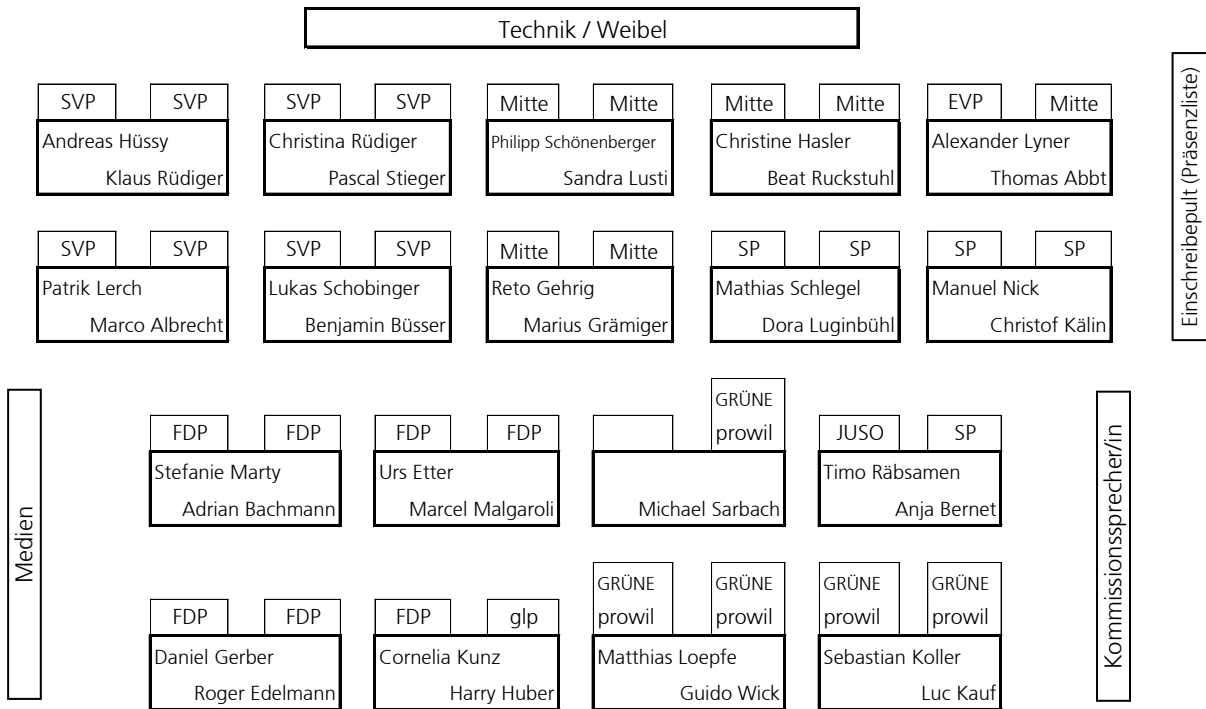 Technik / Weibel
SVP SVP SVP SVP Mitte Mitte Mitte Mitte EVP Mitte
Andreas Hüssy Christina Rüdiger Philipp Schönenberger Christine Hasler Alexander Lyner
Klaus Rüdiger Pascal Stieger Sandra Lusti Beat Ruckstuhl Thomas Abbt
Einschreibepult (Präsenzliste)
SVP SVP SVP SVP Mitte Mitte SP SP SP SP
Patrik Lerch Lukas Schobinger Reto Gehrig Mathias Schlegel Manuel Nick
Marco Albrecht Benjamin Büsser Marius Grämiger Dora Luginbühl Christof Kälin
GRÜNE
FDP FDP FDP FDP prowil JUSO SP
Stefanie Marty Urs Etter Timo Räbsamen
Adrian Bachmann Marcel Malgaroli Michael Sarbach Anja Bernet
Medien
Kommissionssprecher/in
GRÜNE GRÜNE GRÜNE GRÜNE
FDP FDP FDP glp prowil prowil prowil prowil
Daniel Gerber Cornelia Kunz Matthias Loepfe Sebastian Koller
Roger Edelmann Harry Huber Guido Wick Luc Kauf